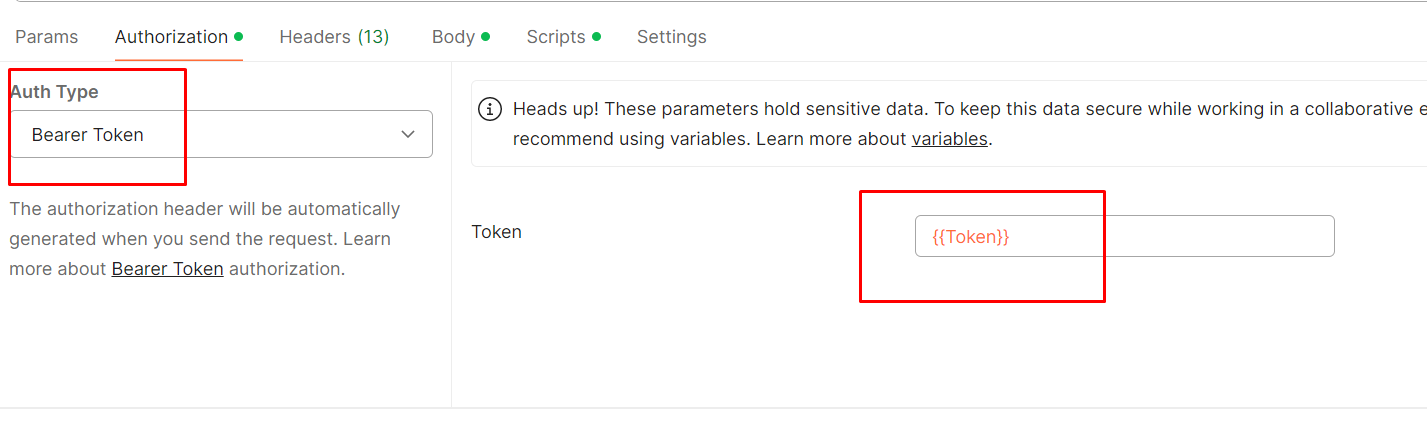 Params Authorization Headers (13) Body Scripts Settings
Auth Type
Bearer Token
The authorization header will be automatically
generated when you send the request. Learn
more about Bearer Token authorization.
Heads up! These parameters hold sensitive data. To keep this data secure while working in a collaborative e
recommend using variables. Learn more about variables.
Token
{{Token}}